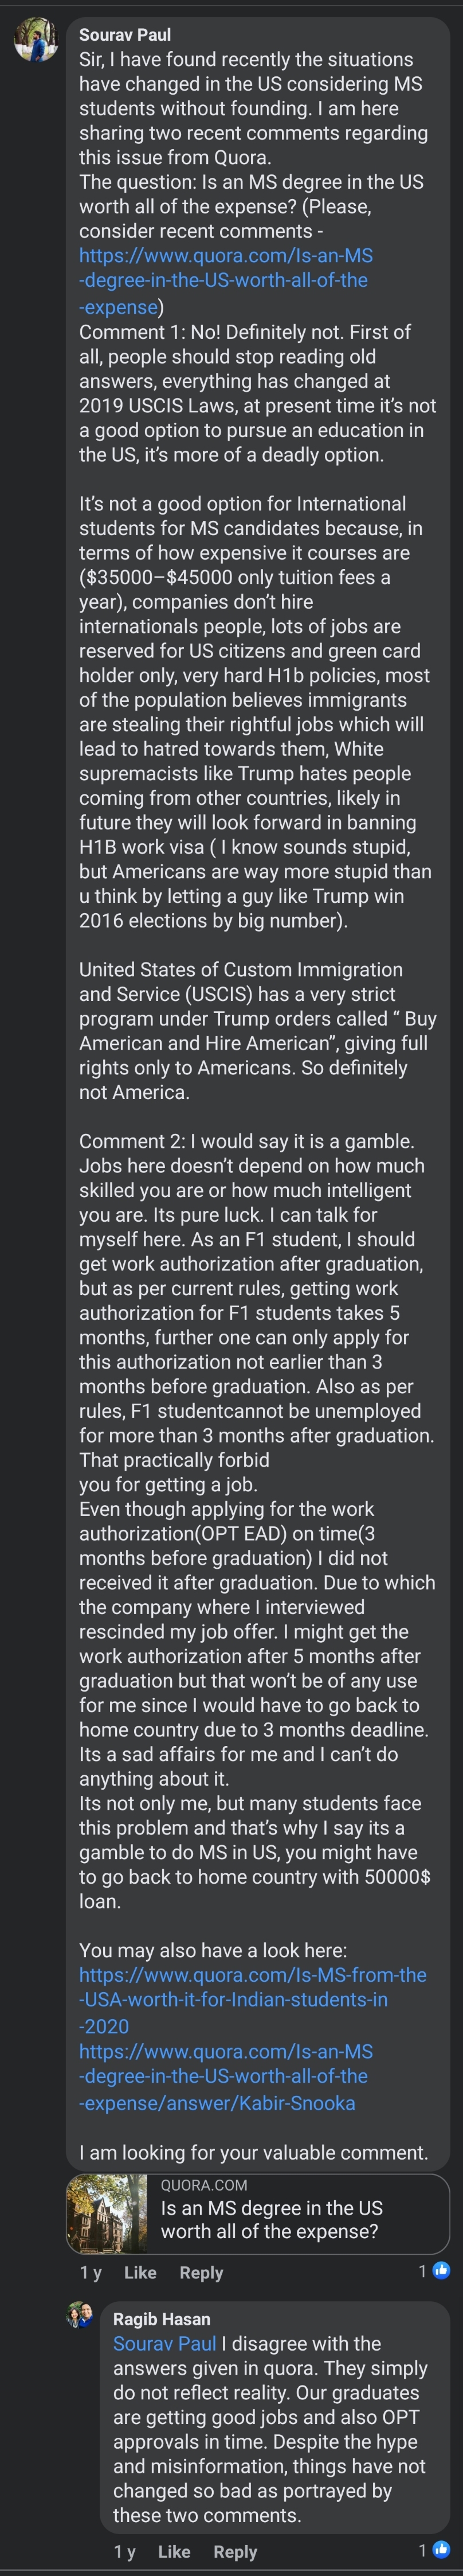 Sourav Paul
Sir, I have found recently the situations
have changed in the US considering MS
students without founding. I am here
sharing two recent comments regarding
this issue from Quora.
The question: Is an MS degree in the US
worth all of the expense? (Please,
consider recent comments -
https://www.quora.com/Is-an-MS
-degree-in-the-US-worth-all-of-the
-expense)
Comment 1: No! Definitely not. First of
all, people should stop reading old
answers, everything has changed at
2019 USCIS Laws, at present time it’s not
a good option to pursue an education in
the US, it’s more of a deadly option.

It’s not a good option for International
students for MS candidates because, in
terms of how expensive it courses are
($35000–$45000 only tuition fees a
year), companies don’t hire
internationals people, lots of jobs are
reserved for US citizens and green card
holder only, very hard H1b policies, most
of the population believes immigrants
are stealing their rightful jobs which will
lead to hatred towards them, White
supremacists like Trump hates people
coming from other countries, likely in
future they will look forward in banning
H1B work visa ( I know sounds stupid,
but Americans are way more stupid than
u think by letting a guy like Trump win
2016 elections by big number).

United States of Custom Immigration
and Service (USCIS) has a very strict
program under Trump orders called “ Buy
American and Hire American”, giving full
rights only to Americans. So definitely
not America.

Comment 2: I would say it is a gamble.
Jobs here doesn’t depend on how much
skilled you are or how much intelligent
you are. Its pure luck. I can talk for
myself here. As an F1 student, I should
get work authorization after graduation,
but as per current rules, getting work
authorization for F1 students takes 5
months, further one can only apply for
this authorization not earlier than 3
months before graduation. Also as per
rules, F1 studentcannot be unemployed
for more than 3 months after graduation.
That practically forbid
you for getting a job.
Even though applying for the work
authorization(OPT EAD) on time(3
months before graduation) I did not
received it after graduation. Due to which
the company where I interviewed
rescinded my job offer. I might get the
work authorization after 5 months after
graduation but that won’t be of any use
for me since I would have to go back to
home country due to 3 months deadline.
Its a sad affairs for me and I can’t do
anything about it.
Its not only me, but many students face
this problem and that’s why I say its a
gamble to do MS in US, you might have
to go back to home country with 50000$
loan.

You may also have a look here:
https://www.quora.com/Is-MS-from-the
-USA-worth-it-for-Indian-students-in
-2020
https://www.quora.com/Is-an-MS
-degree-in-the-US-worth-all-of-the
-expense/answer/Kabir-Snooka

I am looking for your valuable comment.
QUORA.COM
Is an MS degree in the US
worth all of the expense?
1 y Like Reply 1
Ragib Hasan
Sourav Paul I disagree with the
answers given in quora. They simply
do not reflect reality. Our graduates
are getting good jobs and also OPT
approvals in time. Despite the hype
and misinformation, things have not
changed so bad as portrayed by
these two comments.
1 y Like Reply 1